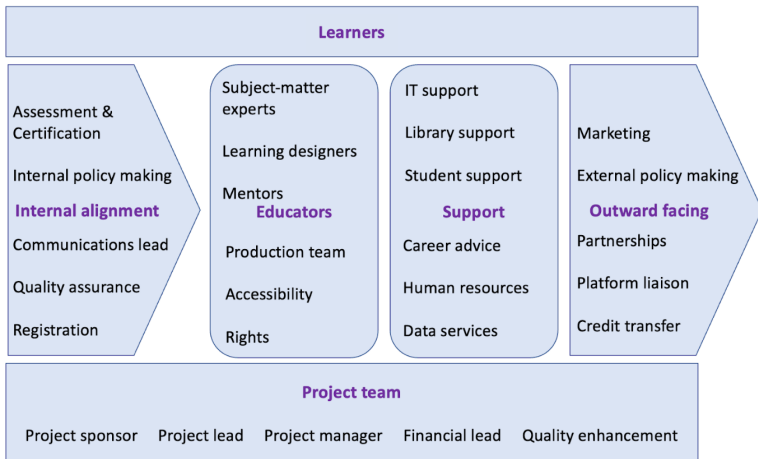 Learners
Assessment &
Certification
Internal policy making
Internal alignment
Communications lead
Quality assurance
Registration
Subject-matter
experts
Learning designers
Mentors
Educators
Production team
Accessibility
Rights
IT support
Library support
Student support
Support
Career advice
Human resources
Data services
Marketing
External policy making
Outward facing
Partnerships
Platform liaison
Credit transfer
Project team
Project sponsor Project lead Project manager Financial lead Quality enhancement